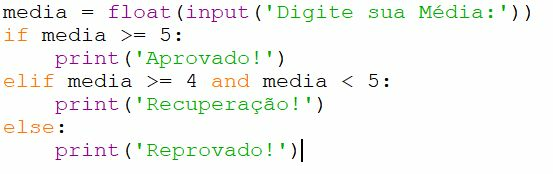 media = float(input('Digite sua Média:'))
if media >= 5:
    print('Aprovado!')
elif media >= 4 and media < 5:
    print('Recuperação!')
else:
    print('Reprovado!')